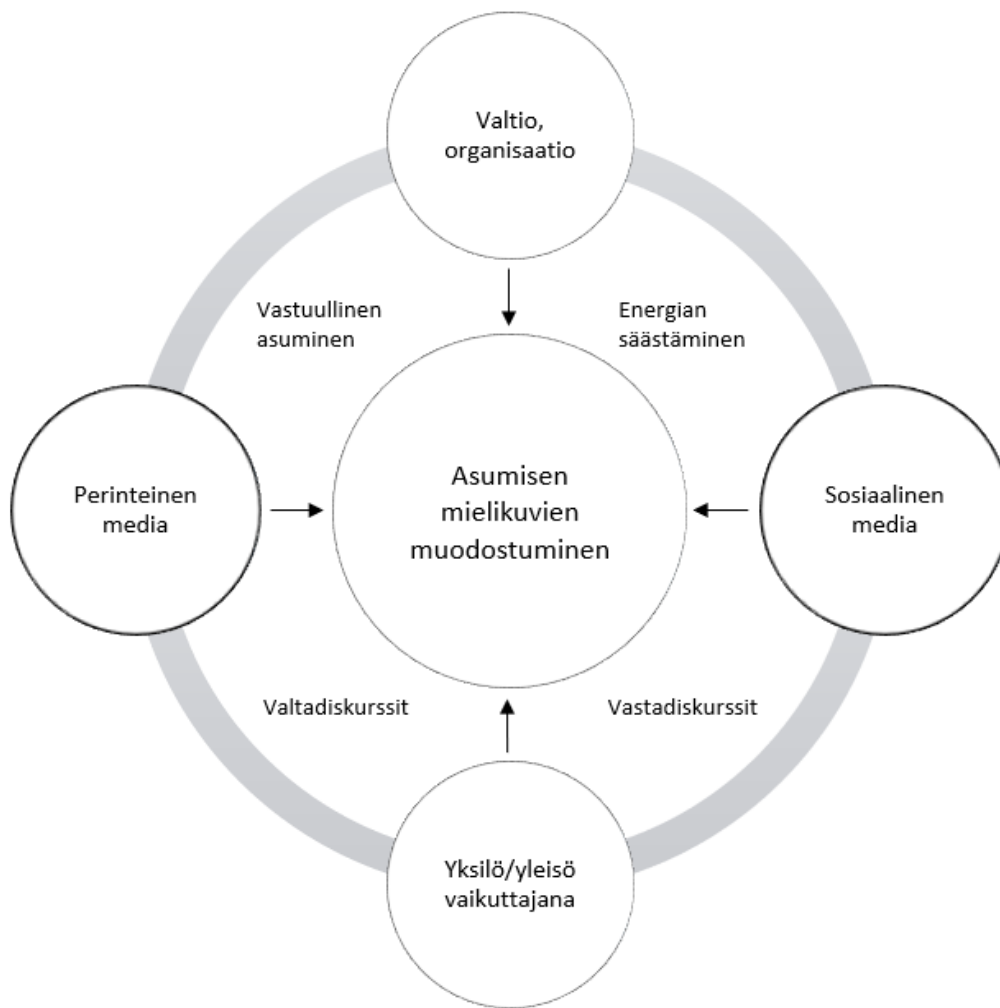 Valtio,
organisaatio
Vastuullinen
asuminen
Energian
säästäminen
Perinteinen
media
Asumisen
mielikuvien
muodostuminen
Sosiaalinen
media
Valtadiskurssit
Vastadiskurssit
Yksilö/yleisö
vaikuttajana